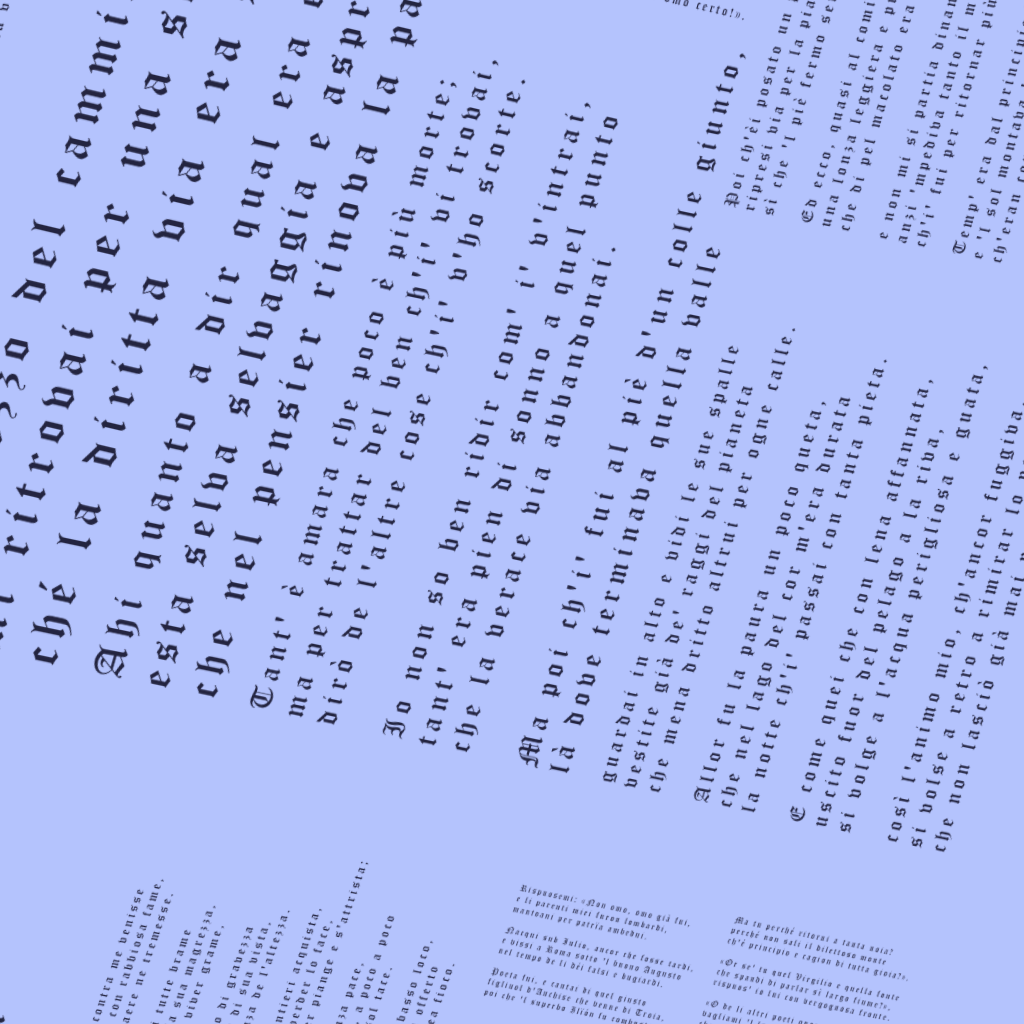 zzo del cammi
ritrovai per una s
ché la diritta via era
Ahi quanto a dir qual era
esta selva selvaggia e aspr
che nel pensier rinova la pa
Tant' è amara che poco è più morte;
ma per trattar del ben ch'i' vi trovai,
dirò de l'altre cose ch'i' v'ho scorte.
Io non so ben ridir com' i' v'intrai,
tant' era pien di sonno a quel punto
che la verace via abbandonai.
Ma poi ch'i' fui al piè d'un colle giunto,
là dove terminava quella valle
guardai in alto e vidi le sue spalle
vestite già de' raggi del pianeta
che mena dritto altrui per ogne calle.
Allor fu la paura un poco queta,
che nel lago del cor m'era durata
la notte ch'i' passai con tanta pieta.
E come quei che con lena affannata,
uscito fuor del pelago a la riva,
si volge a l'acqua perigliosa e guata,
così l'animo mio, ch'ancor fuggiva,
si volse a retro a rimirar lo
che non lasciò già mai
omo certo!».
Poi ch'èi posato un
ripresi via per la pia
sì che 'l piè fermo se
Ed ecco, quasi al comi
una lonza leggiera e p
che di pel macolato era
e non mi si partia dinan
anzi 'mpediva tanto il m
ch'i' fui per ritornar più
Temp' era dal principi
e 'l sol montav
ch'eran
contra me venisse
con rabbiosa fame,
aere ne tremesse.
tutte brame
sua magrezza,
viver grame.
di gravezza
di sua vista,
za de l'altezza.
ntieri acquista,
perder lo face,
piange e s'attrista;
za pace,
a poco a poco
l tace.
basso loco,
offerto
ea fioco.
Rispuosemi: «Non omo, omo già fui,
e li parenti miei furon lombardi,
mantoani per patria ambedui.
Nacqui sub Iulio, ancor che fosse tardi,
e vissi a Roma sotto 'l buono Augusto
nel tempo de li dèi falsi e bugiardi.
Poeta fui, e cantai di quel giusto
figliuol d'Anchise che venne di Troia,
poi che 'l superbo Ilión fu combust
Ma tu perché ritorni a tanta noia?
perché non sali il dilettoso monte
ch'è principio e cagion di tutta gioia?».
«Or se' tu quel Virgilio e quella fonte
che spandi di parlar sì largo fiume?»,
rispuos' io lui con vergognosa fronte.
«O de li altri poeti ono
vagliami 'l